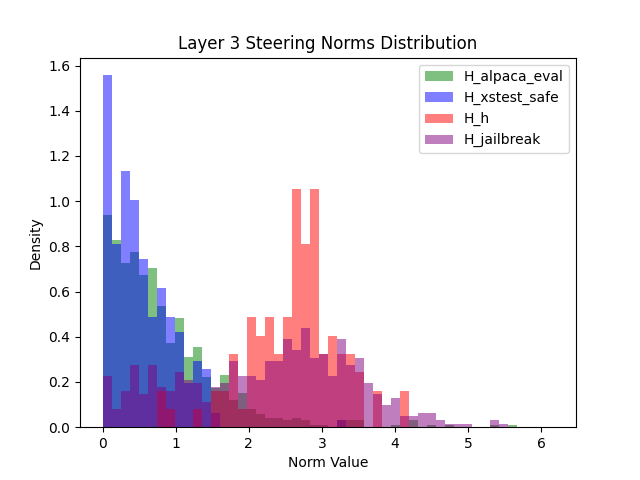 Layer 3 Steering Norms Distribution
H_alpaca_eval
H_xstest_safe
H_h
H_jailbreak
1.6
1.4
1.2
1.0
0.8
0.6
0.4
0.2
0.0
Density
0 1 2 3 4 5 6
Norm Value